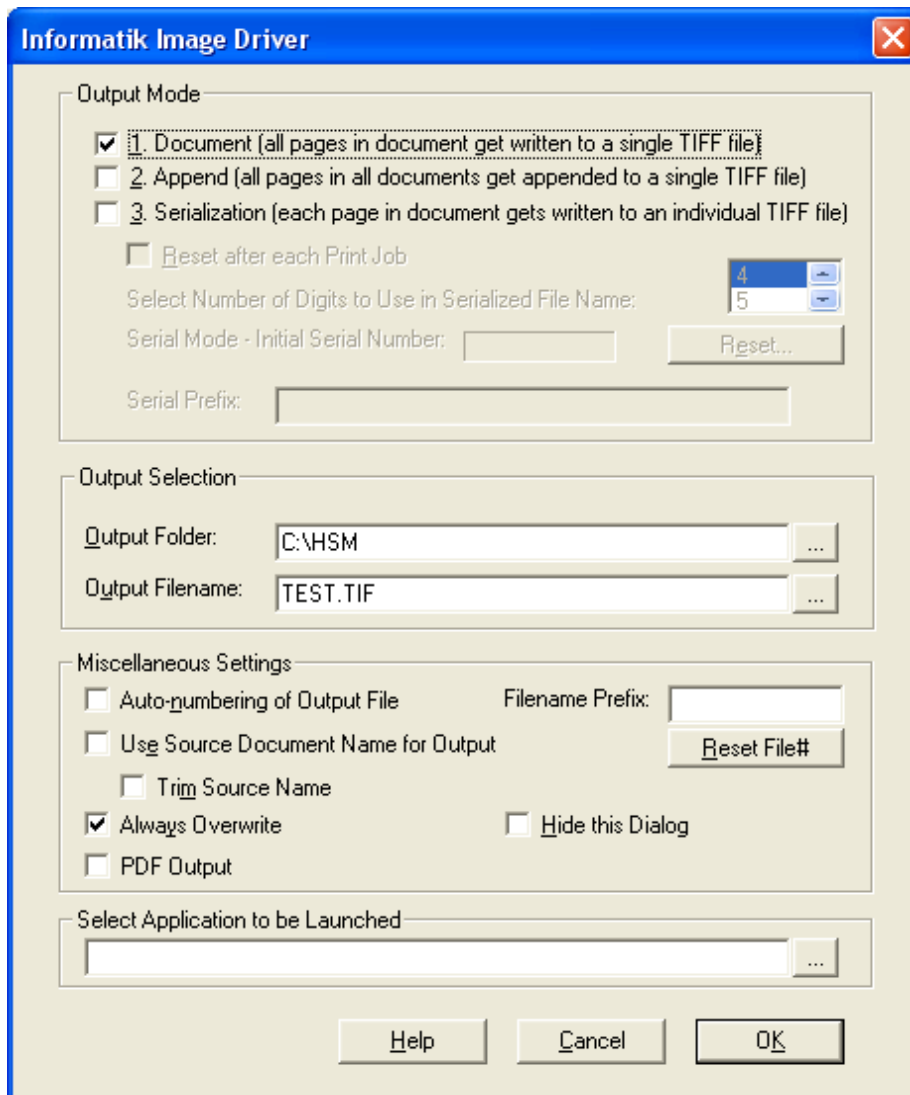 Informatik Image Driver
Output Mode
1. Document (all pages in document get written to a single TIFF file)
2. Append (all pages in all documents get appended to a single TIFF file)
3. Serialization (each page in document gets written to an individual TIFF file)
Reset after each Print Job
4
Select Number of Digits to Use in Serialized File Name:
5
Serial Mode - Initial Serial Number:
Reset...
Serial Prefix:
Output Selection
Output Folder: C:\HSM ...
Output Filename: TEST.TIF ...
Miscellaneous Settings
Auto-numbering of Output File Filename Prefix:
Use Source Document Name for Output Reset File#
Trim Source Name
Always Overwrite Hide this Dialog
PDF Output
Select Application to be Launched
...
Help Cancel OK